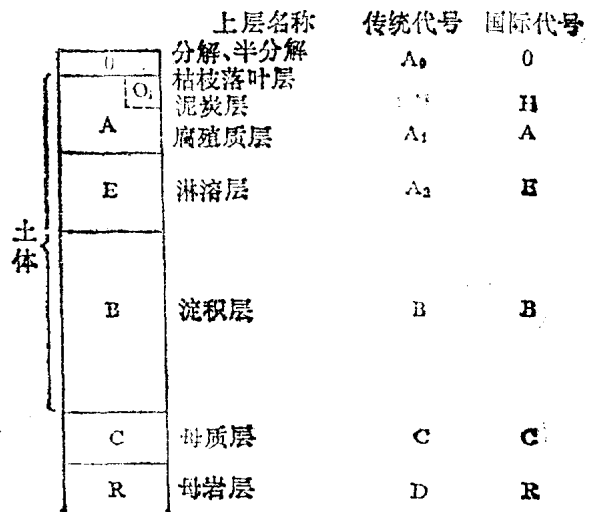 上层名称 传统代号 国际代号
0 分解、半分解 A₀ 0
枯枝落叶层
O 泥炭层 H
A 腐殖质层 A₁ A
E 淋溶层 A₂ E
土体
B 淀积层 B B
C 母质层 C C
R 母岩层 D R